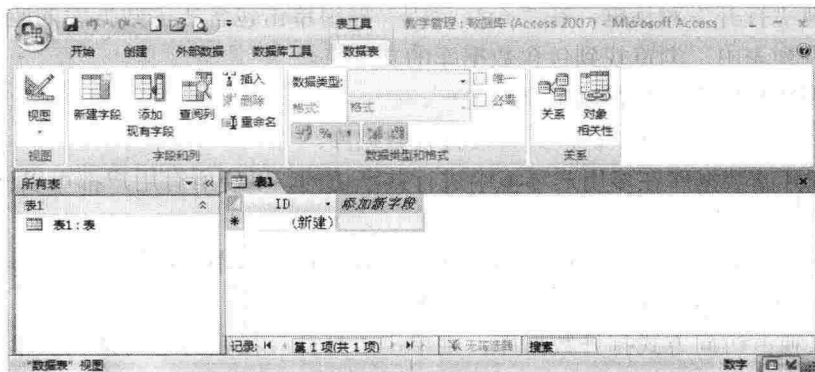 表工具 教学管理：数据库 (Access 2007) - Microsoft Access
开始 创建 外部数据 数据库工具 数据表
视图 新建字段 添加现有字段 查阅列 插入 删除 重命名
数据类型: 唯一
格式: 格式 必需
关系 对象相关性
视图 字段和列 数据类型和格式 关系
所有表 表1
表1 ID 添加新字段
表1：表 * (新建)
记录: 第1项(共1项) 无筛选器 搜索
"数据表" 视图 数字